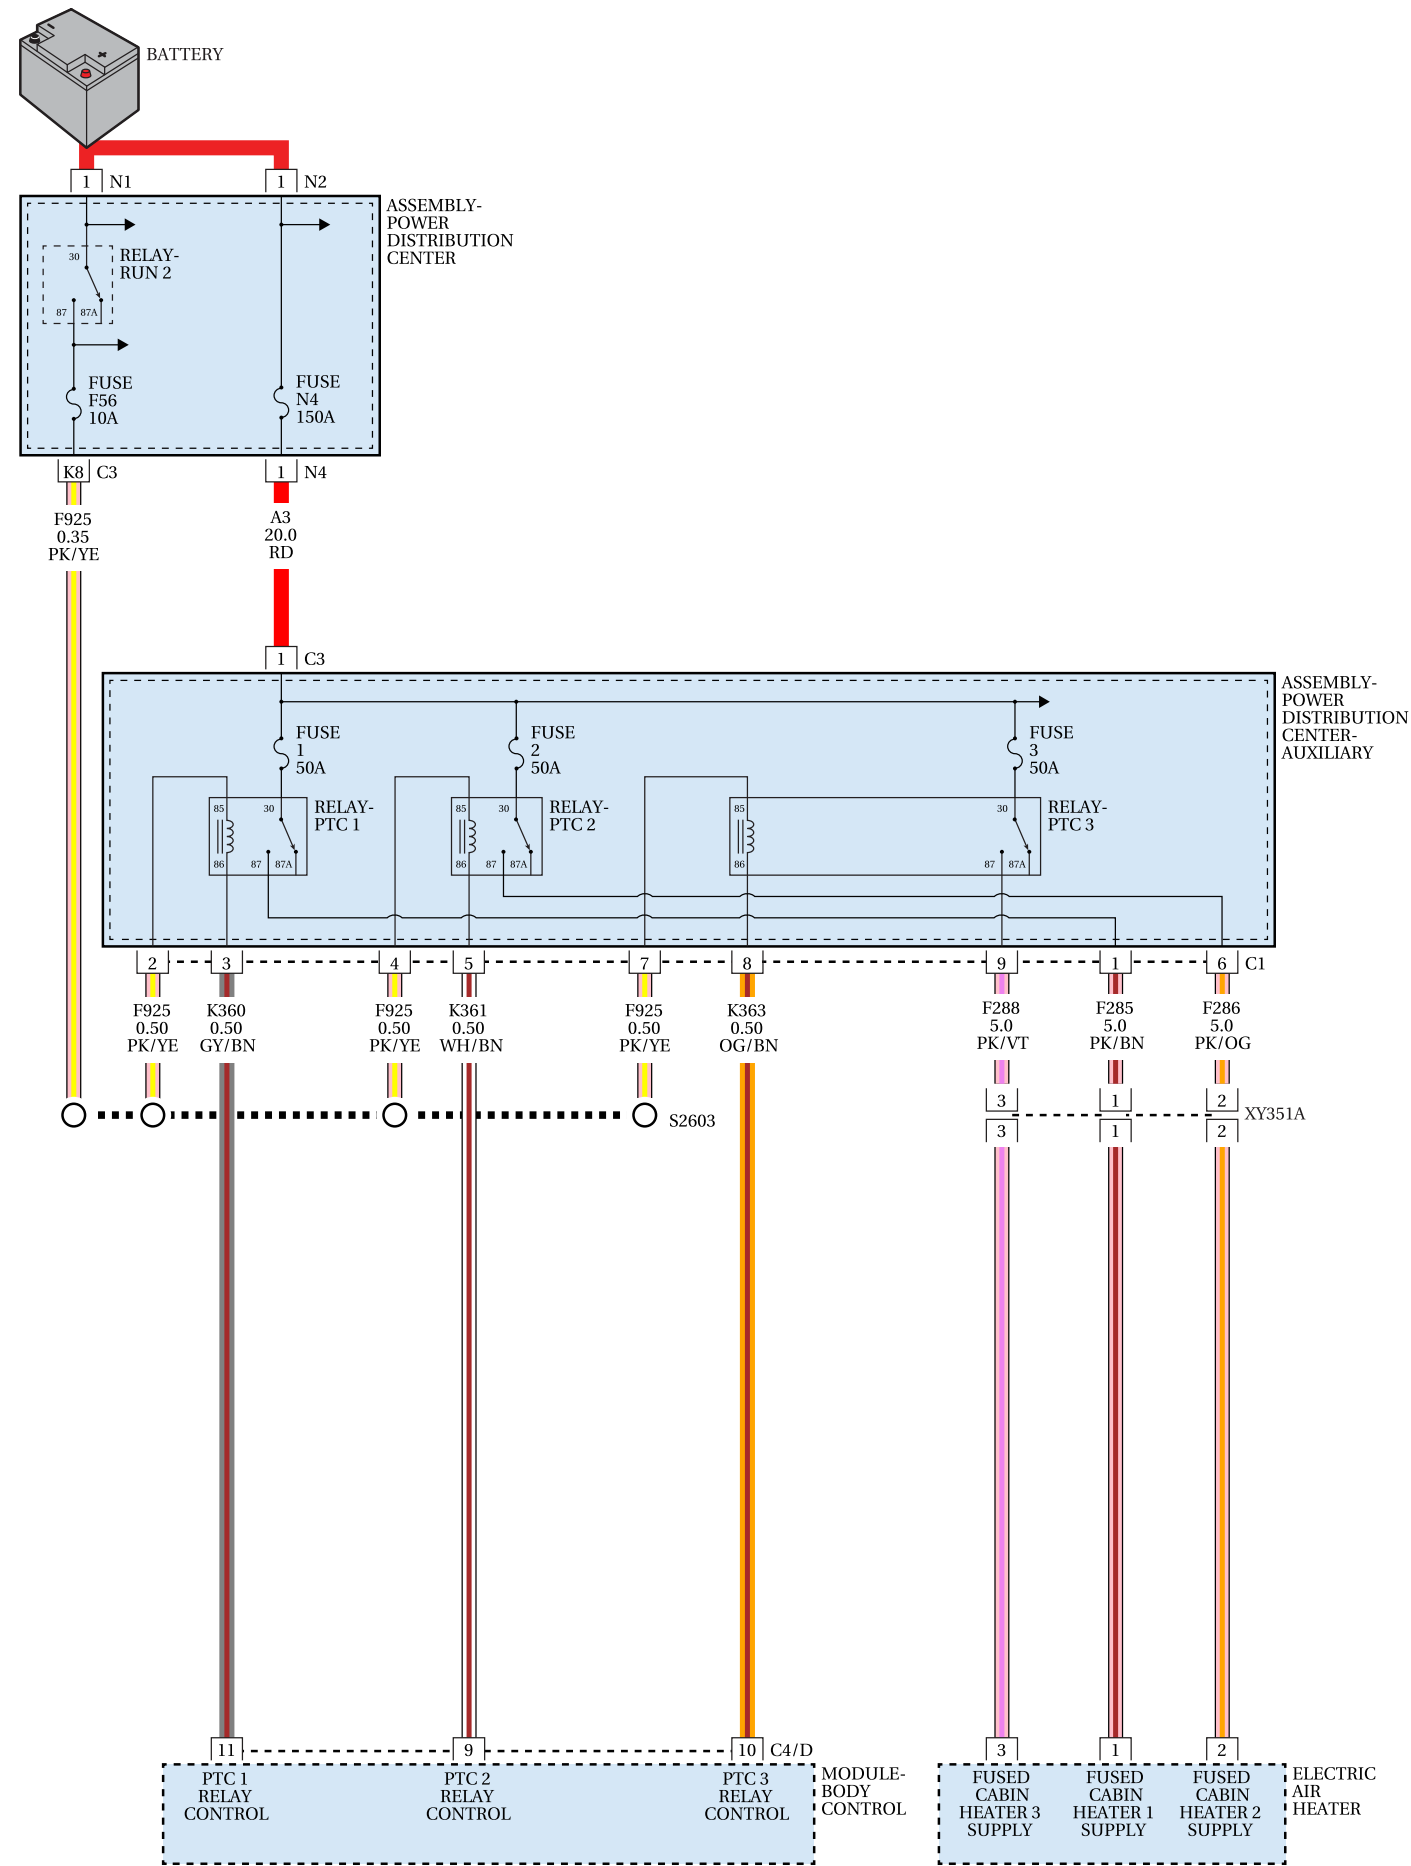 BATTERY
1 N1
1 N2
ASSEMBLY-
POWER
DISTRIBUTION
CENTER
30
RELAY-
RUN 2
87 87A
FUSE
F56
10A
FUSE
N4
150A
K8 C3
1 N4
F925
0.35
PK/YE
A3
20.0
RD
1 C3
ASSEMBLY-
POWER
DISTRIBUTION
CENTER-
AUXILIARY
FUSE
1
50A
FUSE
2
50A
FUSE
3
50A
85 30
86 87 87A
RELAY-
PTC 1
85 30
86 87 87A
RELAY-
PTC 2
85 30
86 87 87A
RELAY-
PTC 3
2 3 4 5 7 8 9 1 6 C1
F925
0.50
PK/YE
K360
0.50
GY/BN
F925
0.50
PK/YE
K361
0.50
WH/BN
F925
0.50
PK/YE
K363
0.50
OG/BN
F288
5.0
PK/VT
F285
5.0
PK/BN
F286
5.0
PK/OG
S2603
3 1 2
XY351A
3 1 2
11 9 10 C4/D
3 1 2
PTC 1
RELAY
CONTROL
PTC 2
RELAY
CONTROL
PTC 3
RELAY
CONTROL
MODULE-
BODY
CONTROL
FUSED
CABIN
HEATER 3
SUPPLY
FUSED
CABIN
HEATER 1
SUPPLY
FUSED
CABIN
HEATER 2
SUPPLY
ELECTRIC
AIR
HEATER